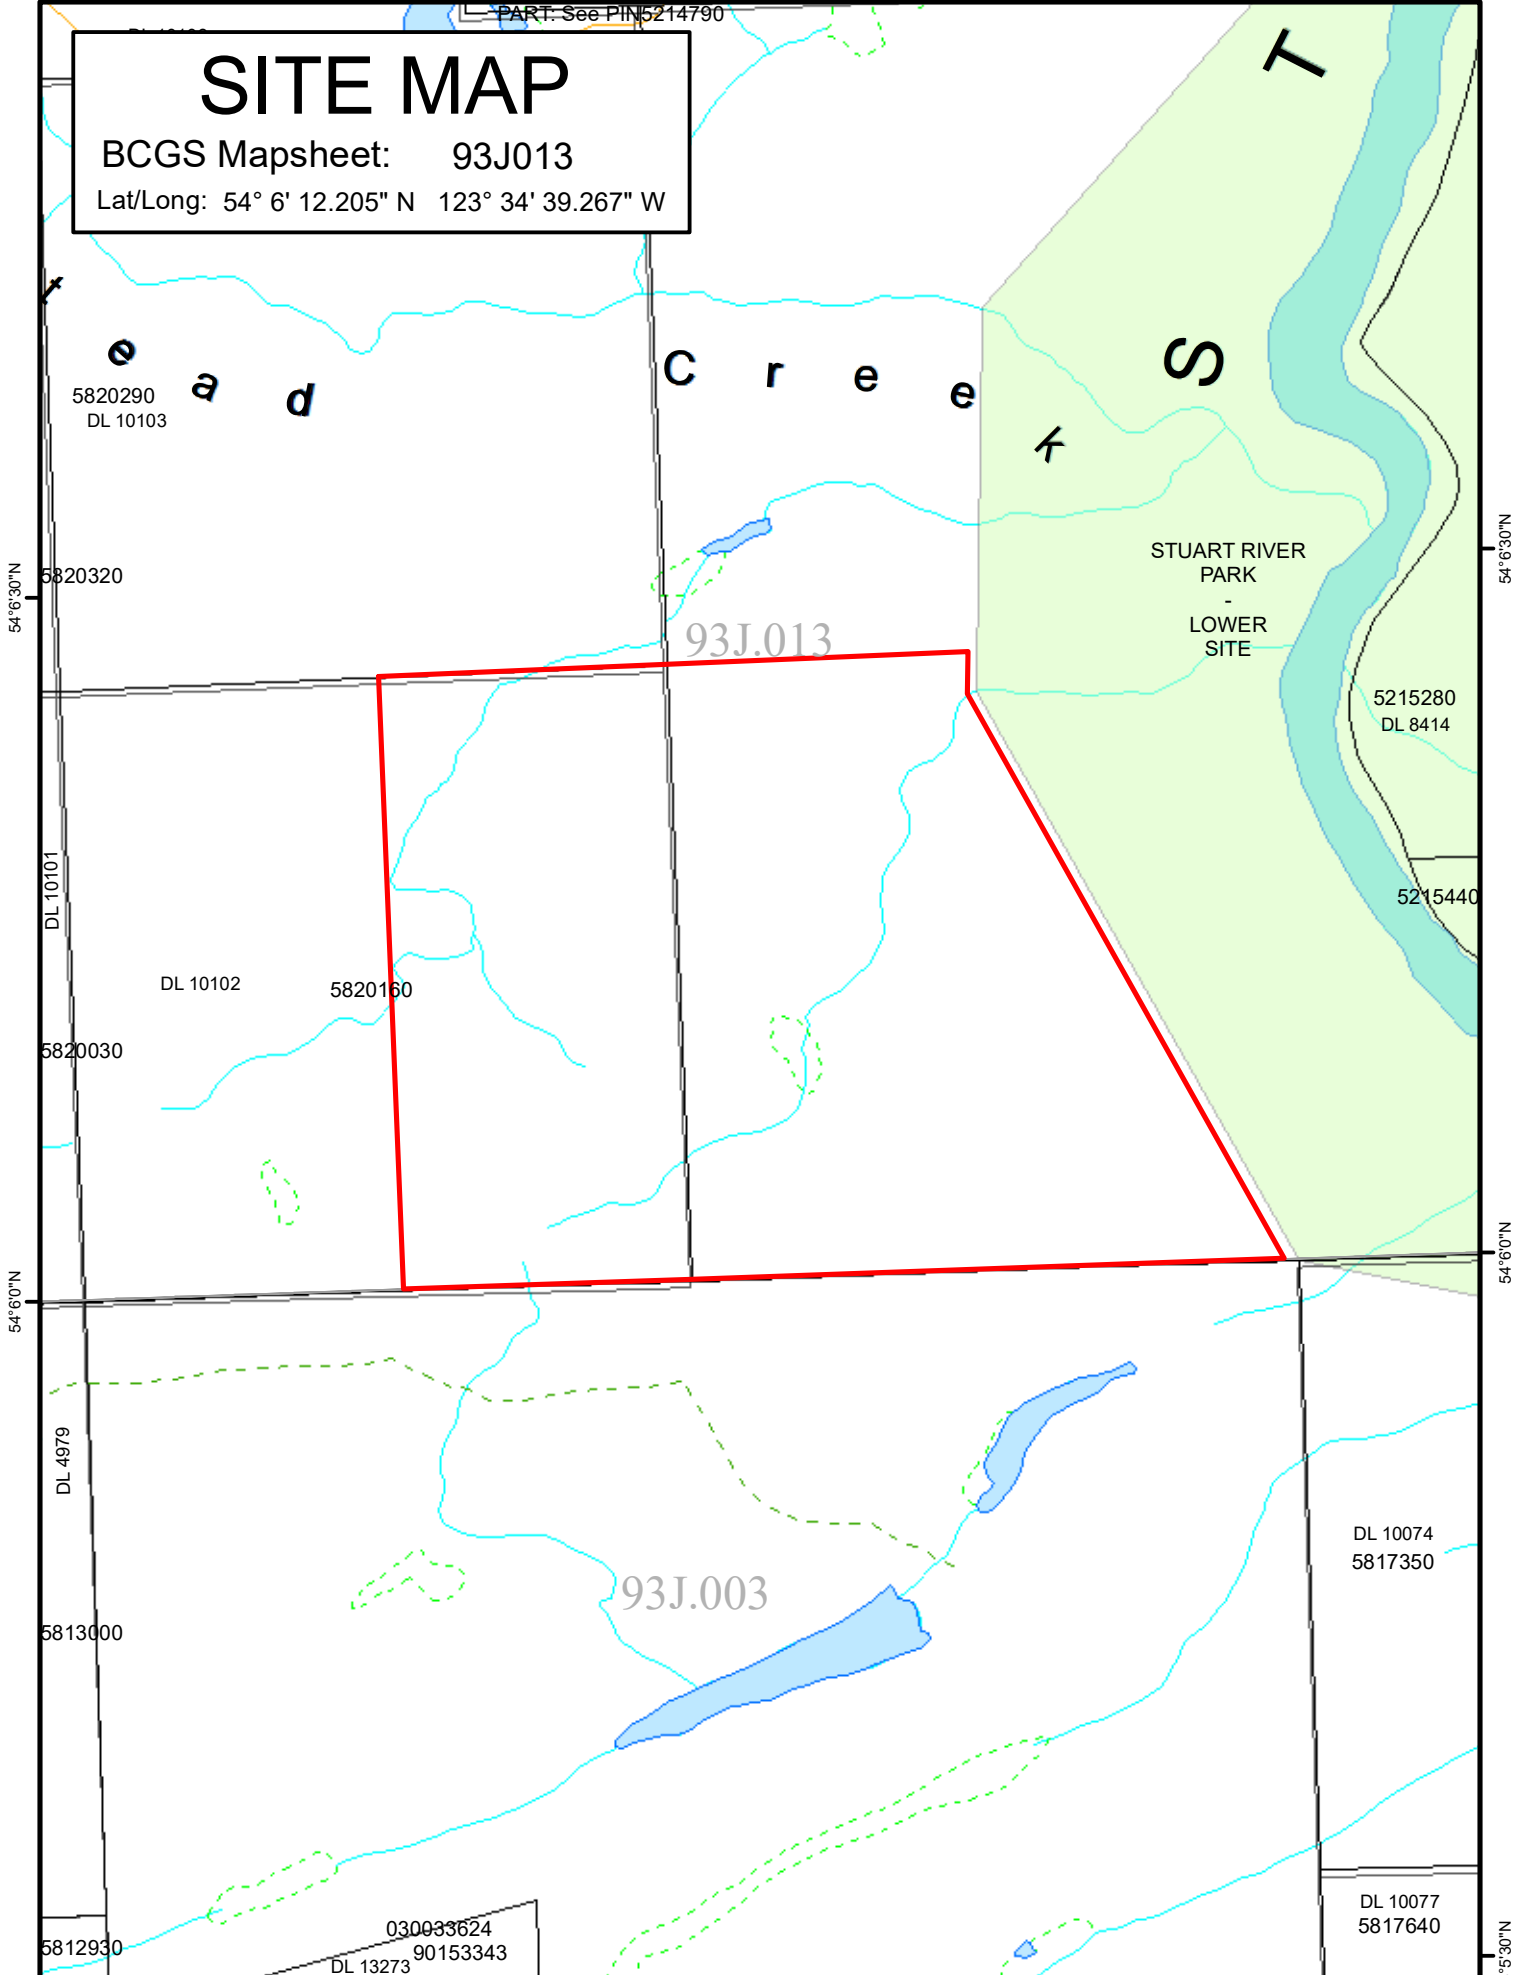 PART: See PIN5214790
SITE MAP
BCGS Mapsheet: 93J013
Lat/Long: 54° 6' 12.205" N 123° 34' 39.267" W
T
S
t e a d
C r e e k
5820290
DL 10103
5820320
54°6'30"N
54°6'30"N
STUART RIVER
PARK
-
LOWER
SITE
93J.013
5215280
DL 8414
DL 10101
5215440
DL 10102
5820160
5820030
54°6'0"N
54°6'0"N
DL 4979
DL 10074
5817350
93J.003
5813000
DL 10077
5817640
030033624
90153343
5812930
DL 13273
°5'30"N